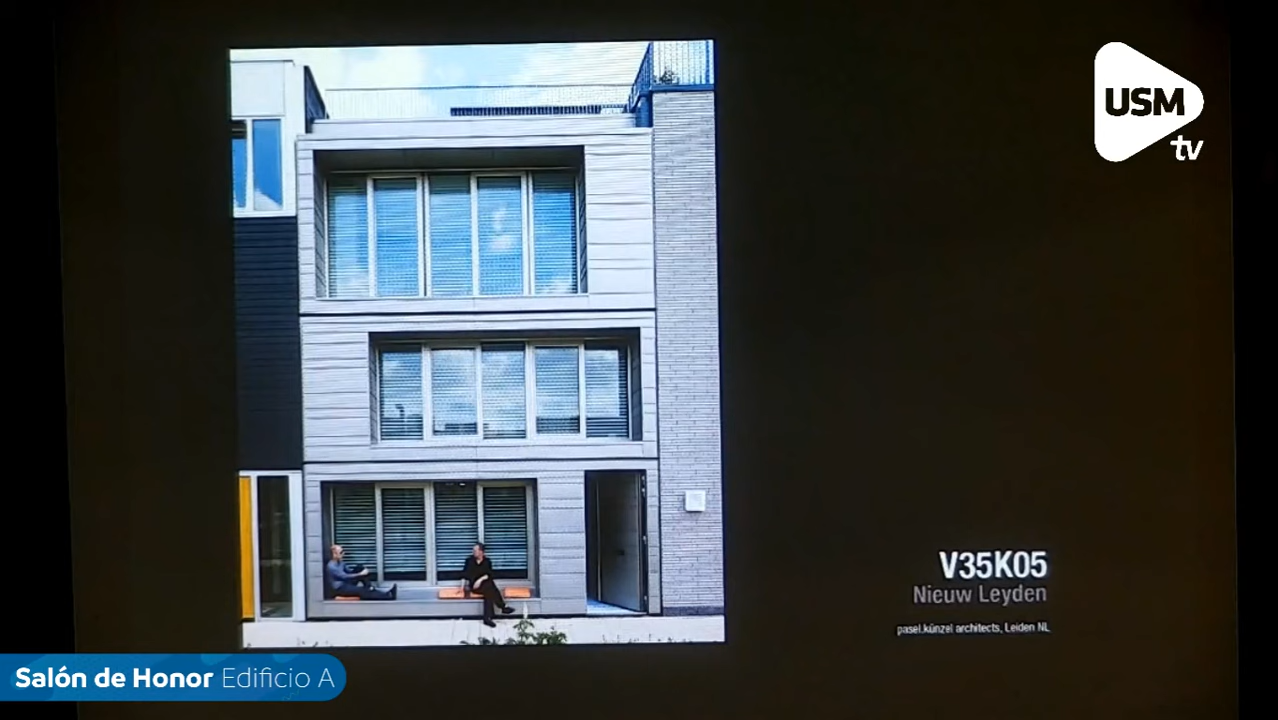 USM
tv
V35K05
Nieuw Leyden
pasel.künzel architects, Leiden NL
Salón de Honor Edificio A